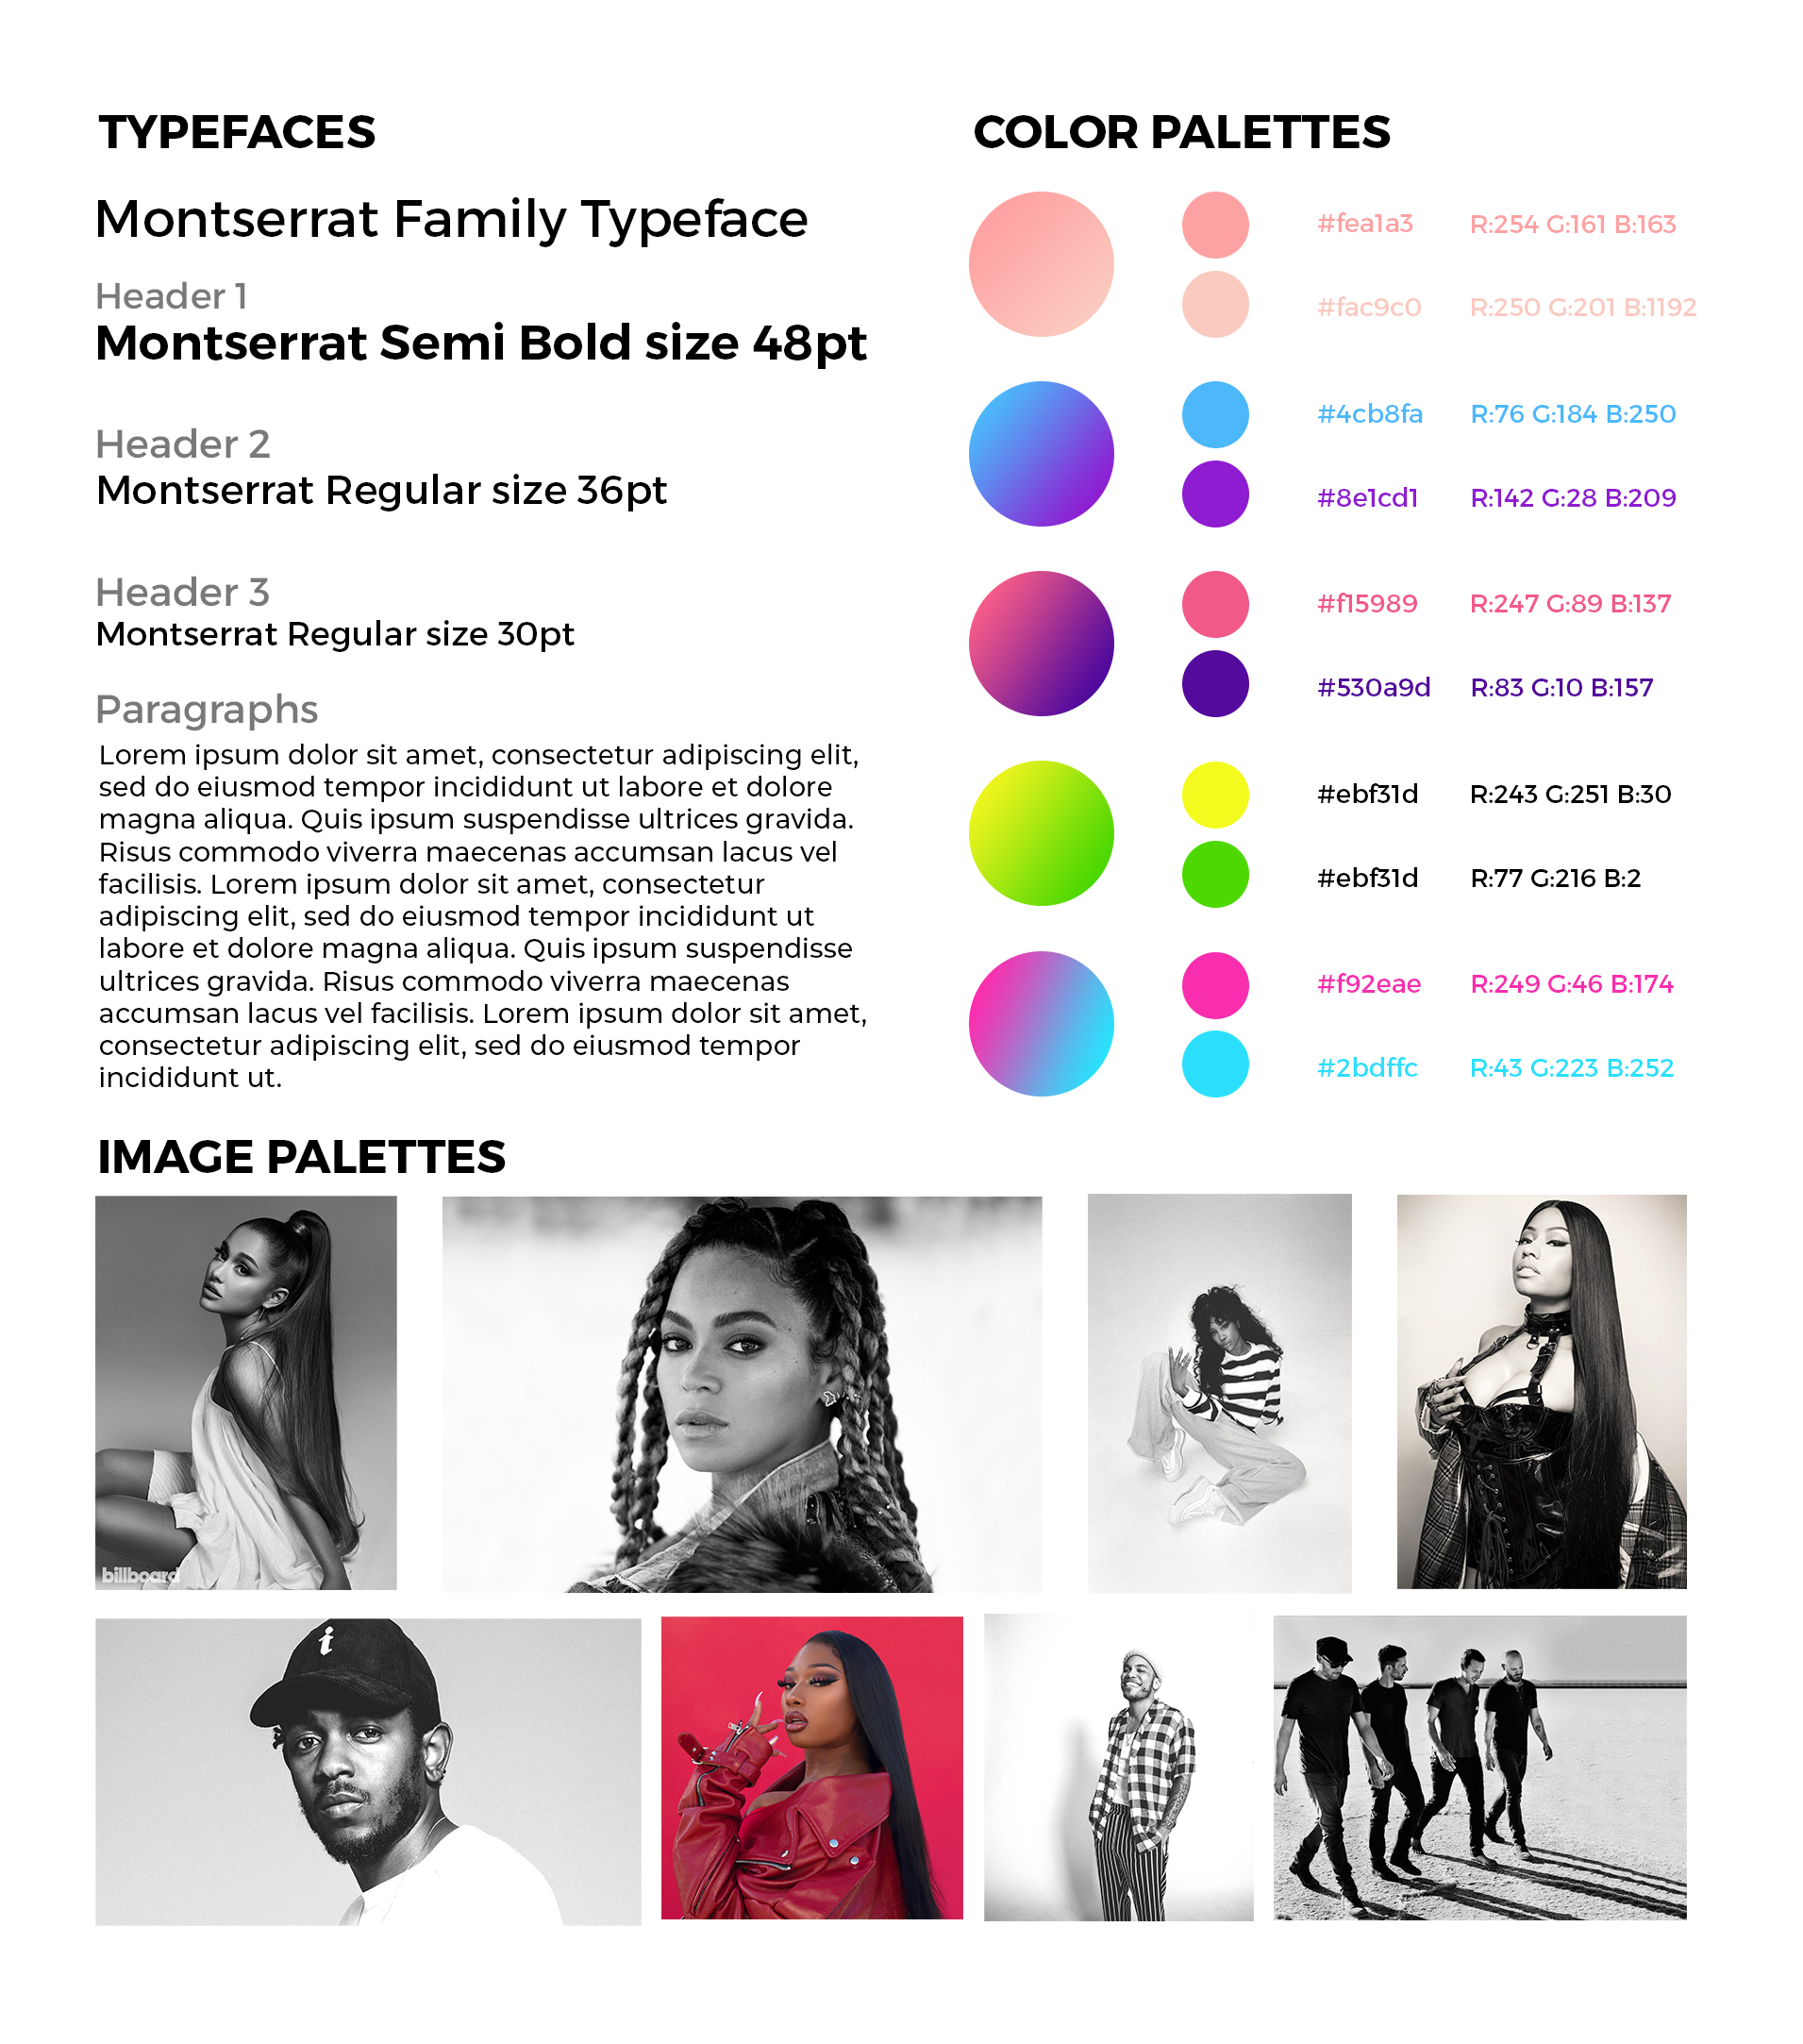 TYPEFACES
Montserrat Family Typeface
Header 1
Montserrat Semi Bold size 48pt
Header 2
Montserrat Regular size 36pt
Header 3
Montserrat Regular size 30pt
Paragraphs
Lorem ipsum dolor sit amet, consectetur adipiscing elit,
sed do eiusmod tempor incididunt ut labore et dolore
magna aliqua. Quis ipsum suspendisse ultrices gravida.
Risus commodo viverra maecenas accumsan lacus vel
facilisis. Lorem ipsum dolor sit amet, consectetur
adipiscing elit, sed do eiusmod tempor incididunt ut
labore et dolore magna aliqua. Quis ipsum suspendisse
ultrices gravida. Risus commodo viverra maecenas
accumsan lacus vel facilisis. Lorem ipsum dolor sit amet,
consectetur adipiscing elit, sed do eiusmod tempor
incididunt ut.
COLOR PALETTES
#fea1a3 R:254 G:161 B:163
#fac9c0 R:250 G:201 B:1192
#4cb8fa R:76 G:184 B:250
#8e1cd1 R:142 G:28 B:209
#f15989 R:247 G:89 B:137
#530a9d R:83 G:10 B:157
#ebf31d R:243 G:251 B:30
#ebf31d R:77 G:216 B:2
#f92eae R:249 G:46 B:174
#2bdffc R:43 G:223 B:252
IMAGE PALETTES
billboard
i